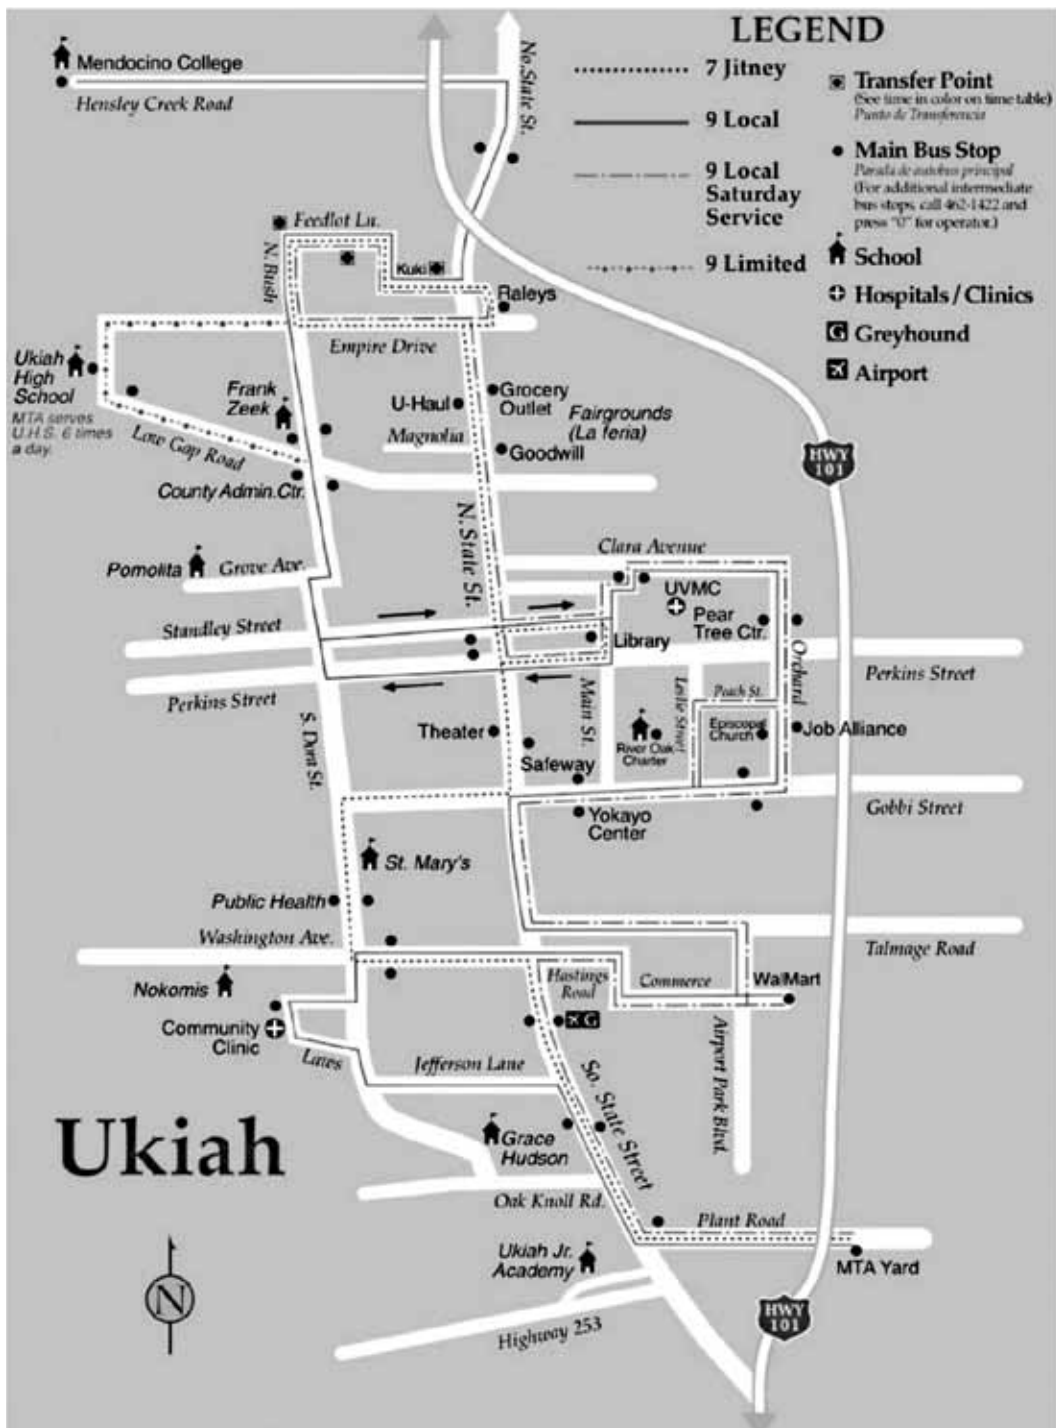 LEGEND
7 Jitney
9 Local
9 Local
Saturday
Service
9 Limited
Transfer Point
(See time in color on time table)
Punto de Transferencia
Main Bus Stop
Parada de autobus principal
(For additional intermediate
bus stops, call 462-1422 and
press "0" for operator.)
School
Hospitals / Clinics
G Greyhound
Airport
Mendocino College
Hensley Creek Road
No. State St.
Feedlot Ln.
N. Bush
Kuki
Raleys
Empire Drive
Ukiah
High
School
MTA serves
U.H.S. 6 times
a day.
Frank
Zeek
U-Haul
Grocery
Outlet
Magnolia
Fairgrounds
(La feria)
Goodwill
Low Gap Road
County Admin.Ctr.
HWY
101
N. State St.
Clara Avenue
Pomolita
Grove Ave.
UVMC
Pear
Tree Ctr.
Standley Street
Library
Orchard
Perkins Street
Perkins Street
Main St.
Leslie Street
Peach St.
S. Dora St.
Theater
Safeway
River Oak
Charter
Episcopal
Church
Job Alliance
Yokayo
Center
Gobbi Street
St. Mary's
Public Health
Washington Ave.
Talmage Road
Nokomis
Hastings
Road
Commerce
WalMart
Community
Clinic
G
Laws
Jefferson Lane
Airport Park Blvd.
So. State Street
Ukiah
Grace
Hudson
Oak Knoll Rd.
Plant Road
Ukiah Jr.
Academy
MTA Yard
N
Highway 253
HWY
101